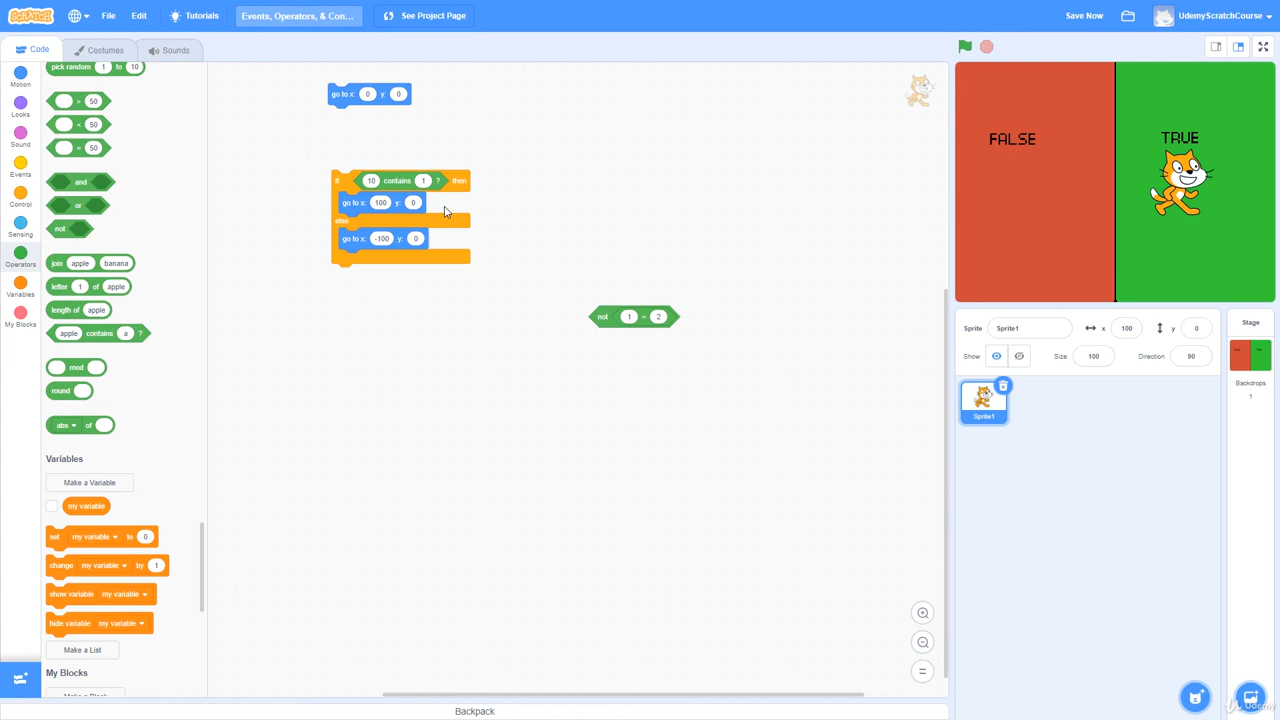 SCRATCH
File
Edit
Tutorials
Events, Operators, & Con...
See Project Page
Save Now
UdemyScratchCourse
Code
Costumes
Sounds
Motion
Looks
Sound
Events
Control
Sensing
Operators
Variables
My Blocks
pick random 1 to 10
> 50
< 50
= 50
and
or
not
join apple banana
letter 1 of apple
length of apple
apple contains a ?
mod
round
abs of
Variables
Make a Variable
my variable
set my variable to 0
change my variable by 1
show variable my variable
hide variable my variable
Make a List
My Blocks
Make a Block
go to x: 0 y: 0
if 10 contains 1 ? then
go to x: 100 y: 0
else
go to x: -100 y: 0
not 1 = 2
Backpack
FALSE
TRUE
Sprite Sprite1 x 100 y 0
Show Size 100 Direction 90
Sprite1
Stage
Backdrops
1
Udemy